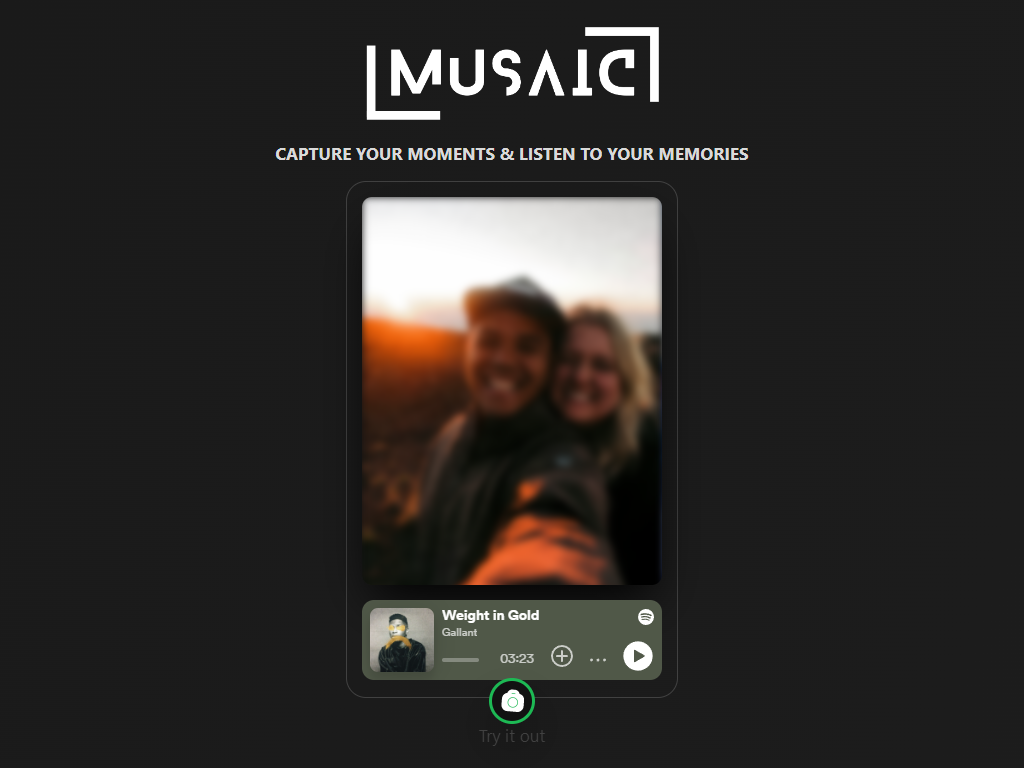 MUSAIC
CAPTURE YOUR MOMENTS & LISTEN TO YOUR MEMORIES
Weight in Gold
Gallant
03:23
Try it out